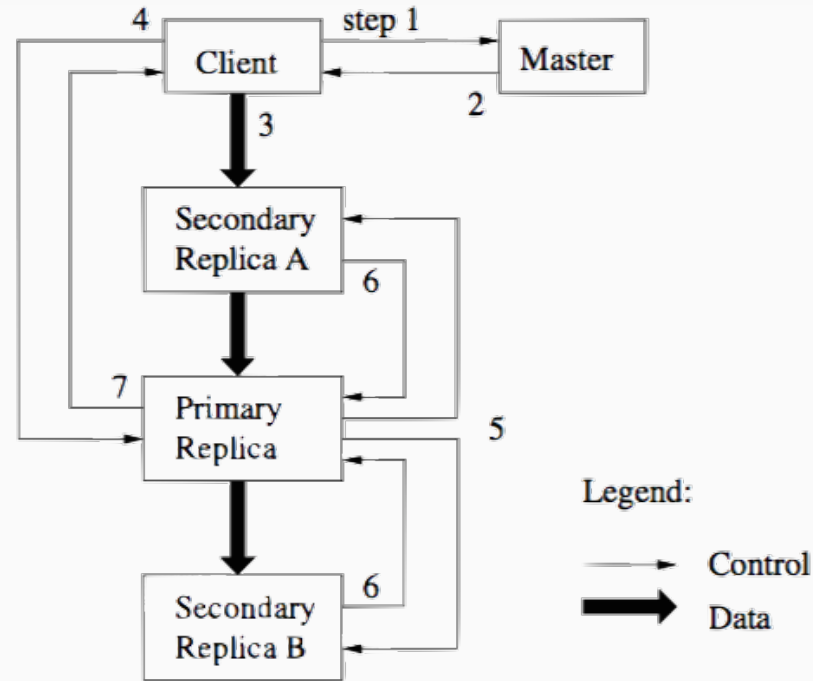 4
step 1
Client
Master
2
3
Secondary
Replica A
6
7
Primary
Replica
5
Legend:
Control
6
Secondary
Replica B
Data